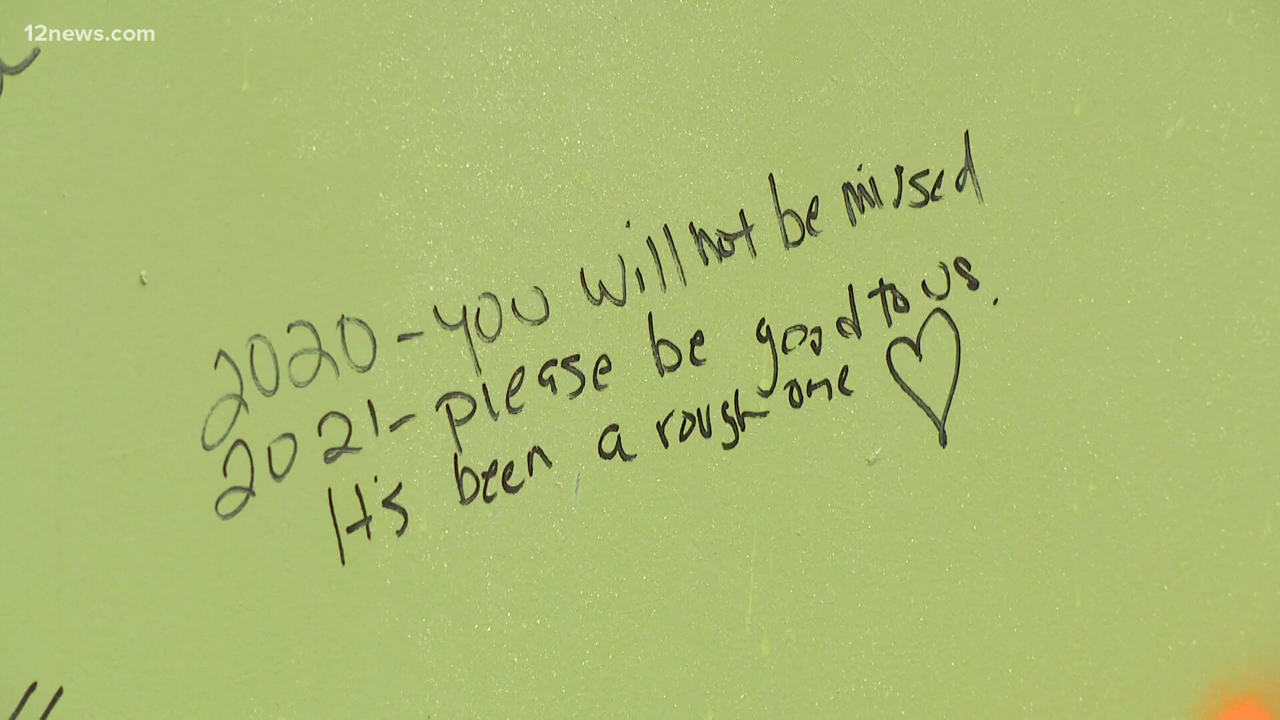 12news.com
2020-you will not be missed
2021-please be good to us.
It's been a rough one ♡